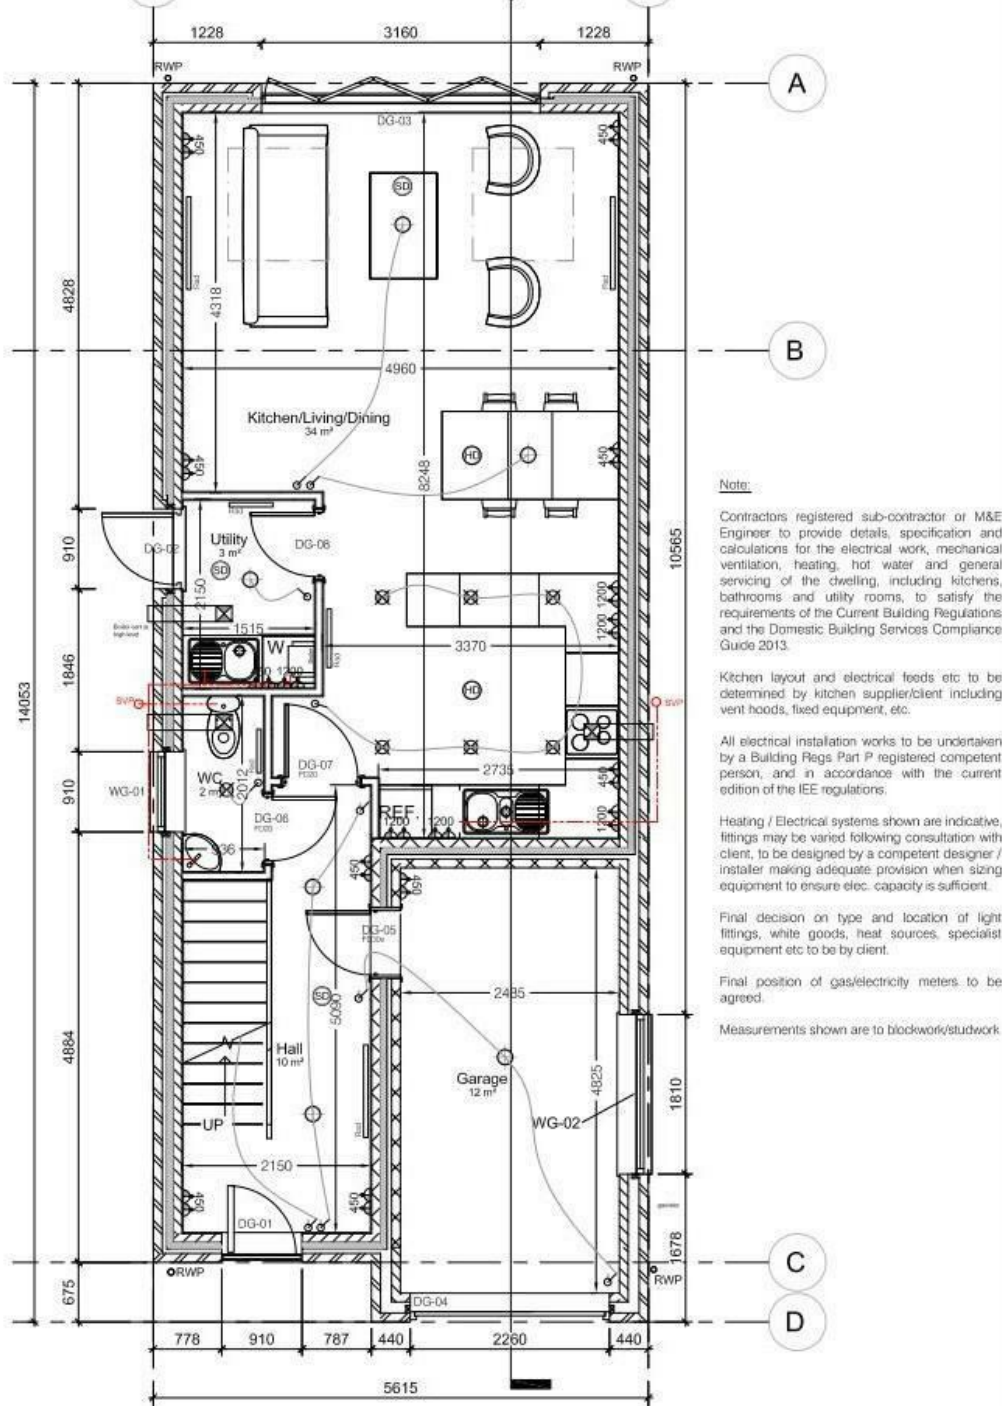 1228 3160 1228
RWP RWP
A
DG-03
450 450
SD
Rad Rad
4318
4828
B
4960
Kitchen/Living/Dining
34 m²
450 HD 450
8248
14053
10565
910 DG-02 Rad DG-08
Utility
3 m²
SD
2150
1200
1200
1515
3370
W
Rad
1846
450 1200
SVP HD SVP
DG-07
FD20
2735
WC
2 m²
Rad
2012
450
910 WG-01
DG-06
FD20
REF.
1200 1200 1200
936
450 450
DG-05
FD30s
2485
SD
5090
4884
Hall
10 m²
Garage
12 m²
4825
1810
UP
WG-02
Rad
2150
450 450
DG-01
1678
C
RWP RWP
675
DG-04
D
778 910 787 440 2260 440
5615
Note:
Contractors registered sub-contractor or M&E
Engineer to provide details, specification and
calculations for the electrical work, mechanical
ventilation, heating, hot water and general
servicing of the dwelling, including kitchens,
bathrooms and utility rooms, to satisfy the
requirements of the Current Building Regulations
and the Domestic Building Services Compliance
Guide 2013.
Kitchen layout and electrical feeds etc to be
determined by kitchen supplier/client including
vent hoods, fixed equipment, etc.
All electrical installation works to be undertaken
by a Building Regs Part P registered competent
person, and in accordance with the current
edition of the IEE regulations.
Heating / Electrical systems shown are indicative,
fittings may be varied following consultation with
client, to be designed by a competent designer /
installer making adequate provision when sizing
equipment to ensure elec. capacity is sufficient.
Final decision on type and location of light
fittings, white goods, heat sources, specialist
equipment etc to be by client.
Final position of gas/electricity meters to be
agreed.
Measurements shown are to blockwork/studwork